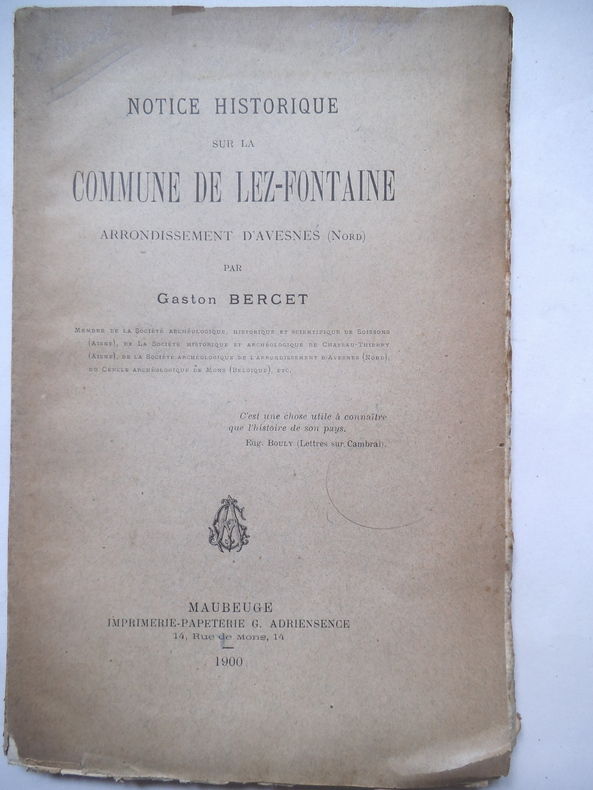 NOTICE HISTORIQUE
SUR LA
COMMUNE DE LEZ-FONTAINE
ARRONDISSEMENT D'AVESNES (NORD)
PAR
Gaston BERCET
MEMBRE DE LA SOCIÉTÉ ARCHÉOLOGIQUE, HISTORIQUE ET SCIENTIFIQUE DE SOISSONS
(AISNE), DE LA SOCIÉTÉ HISTORIQUE ET ARCHÉOLOGIQUE DE CHATEAU-THIERRY
(AISNE), DE LA SOCIÉTÉ ARCHÉOLOGIQUE DE L'ARRONDISSEMENT D'AVESNES (NORD),
DU CERCLE ARCHÉOLOGIQUE DE MONS (BELGIQUE), ETC.
C'est une chose utile à connaître
que l'histoire de son pays.
Eug. BOULY (Lettres sur Cambrai).
MAUBEUGE
IMPRIMERIE-PAPETERIE G. ADRIENSENCE
14, Rue de Mons, 14
1900